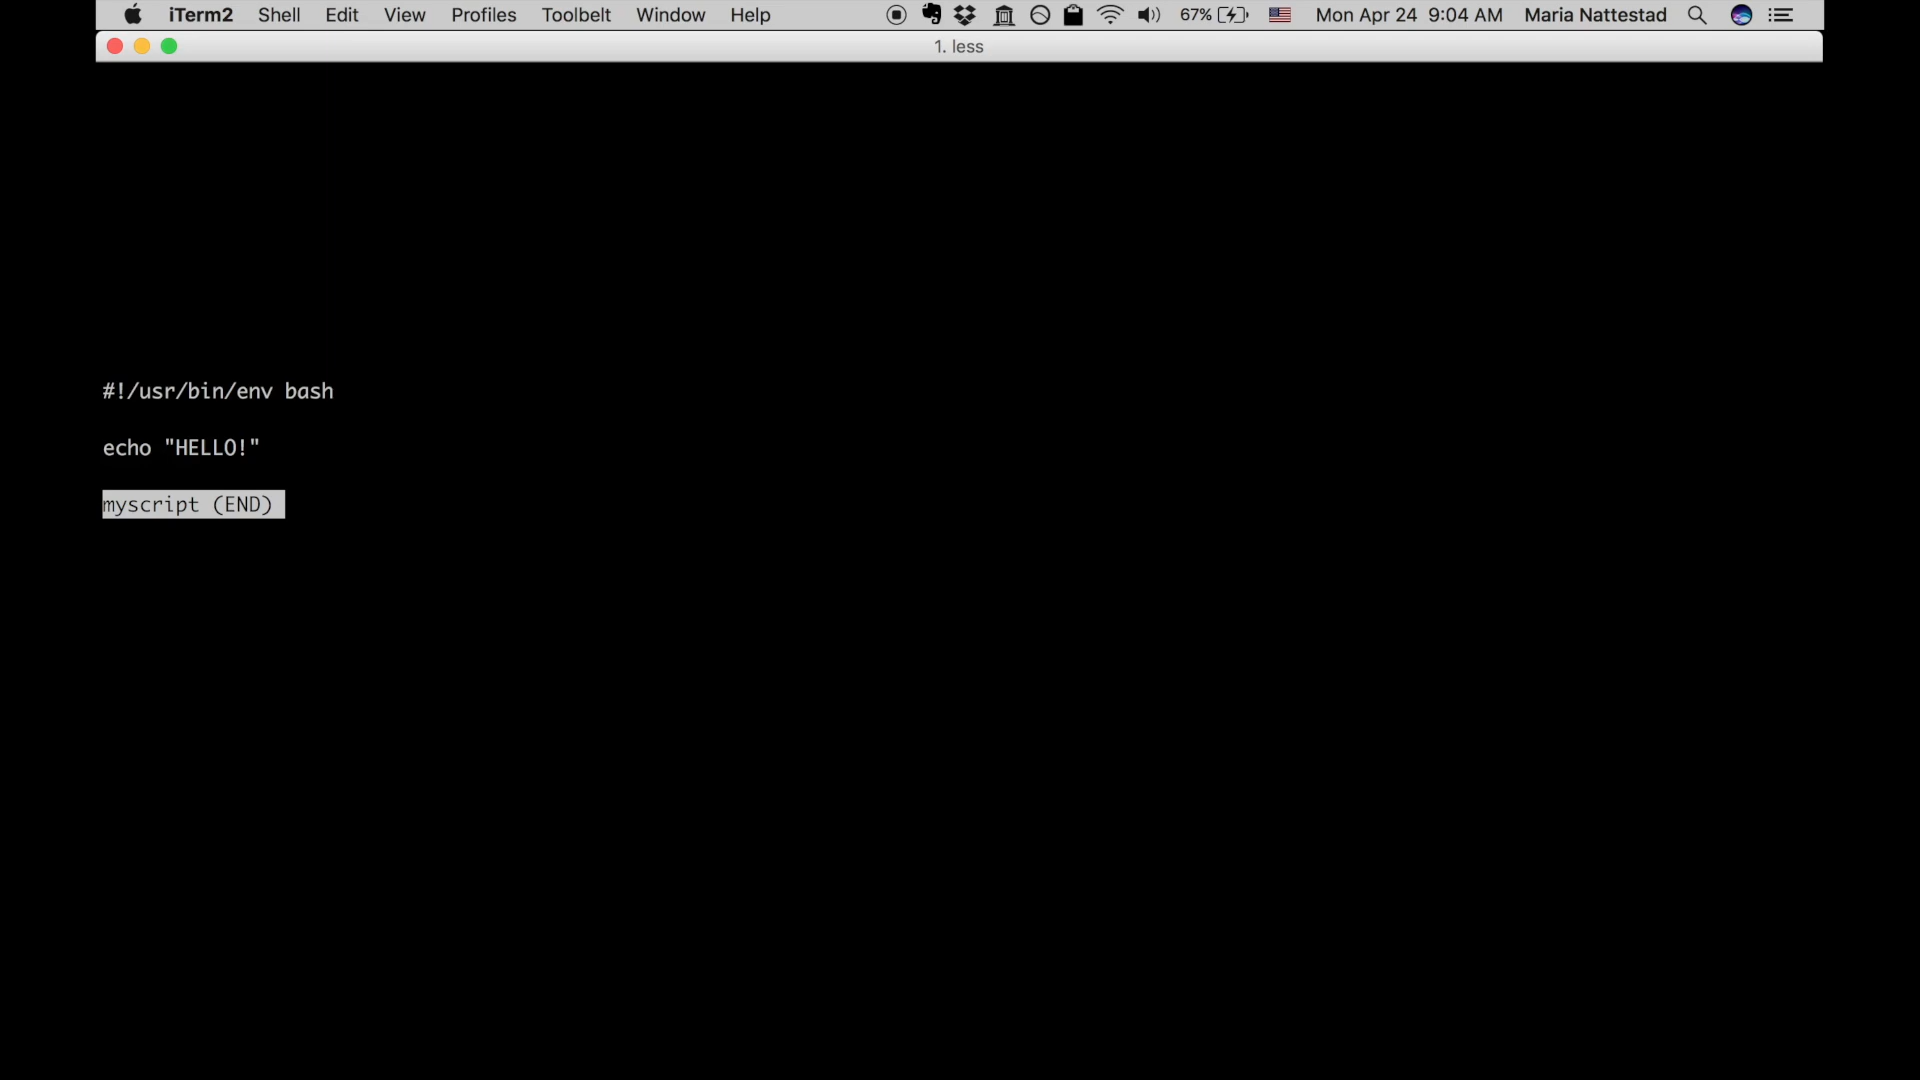 iTerm2 Shell Edit View Profiles Toolbelt Window Help 67% Mon Apr 24 9:04 AM Maria Nattestad
1. less
#!/usr/bin/env bash
echo "HELLO!"
myscript (END)